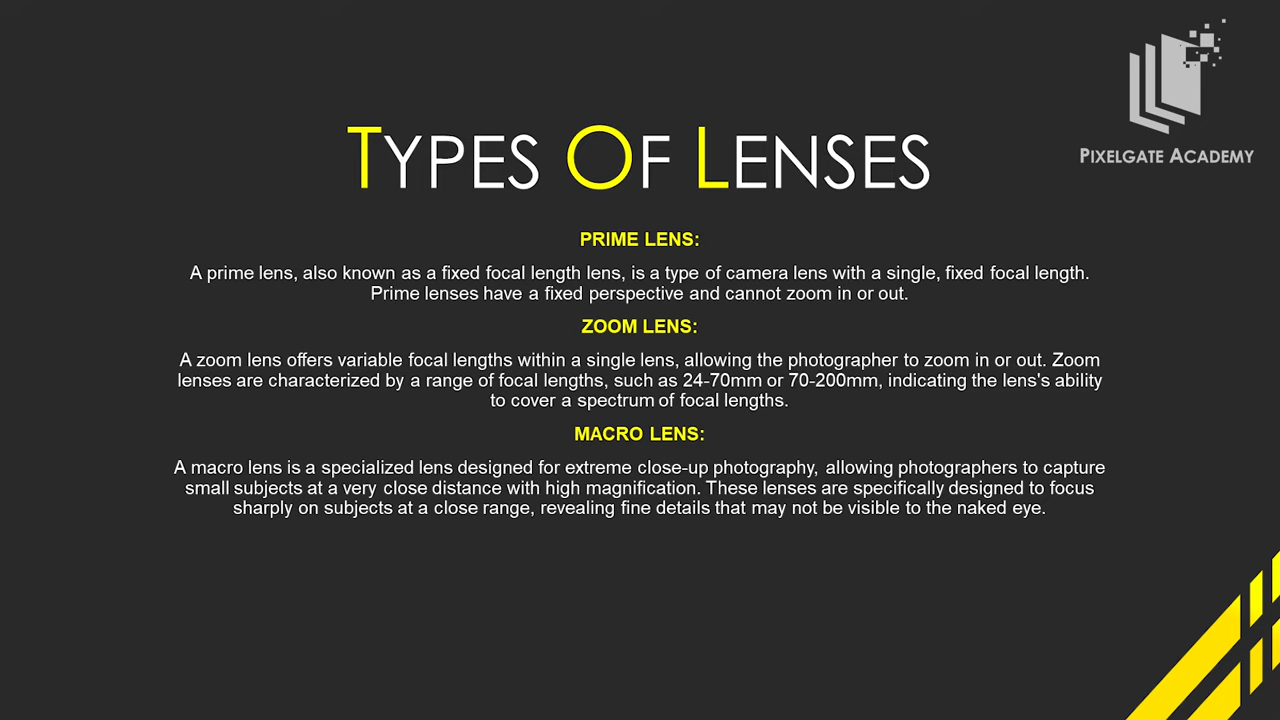 PIXELGATE ACADEMY
TYPES OF LENSES
PRIME LENS:
A prime lens, also known as a fixed focal length lens, is a type of camera lens with a single, fixed focal length.
Prime lenses have a fixed perspective and cannot zoom in or out.
ZOOM LENS:
A zoom lens offers variable focal lengths within a single lens, allowing the photographer to zoom in or out. Zoom
lenses are characterized by a range of focal lengths, such as 24-70mm or 70-200mm, indicating the lens's ability
to cover a spectrum of focal lengths.
MACRO LENS:
A macro lens is a specialized lens designed for extreme close-up photography, allowing photographers to capture
small subjects at a very close distance with high magnification. These lenses are specifically designed to focus
sharply on subjects at a close range, revealing fine details that may not be visible to the naked eye.